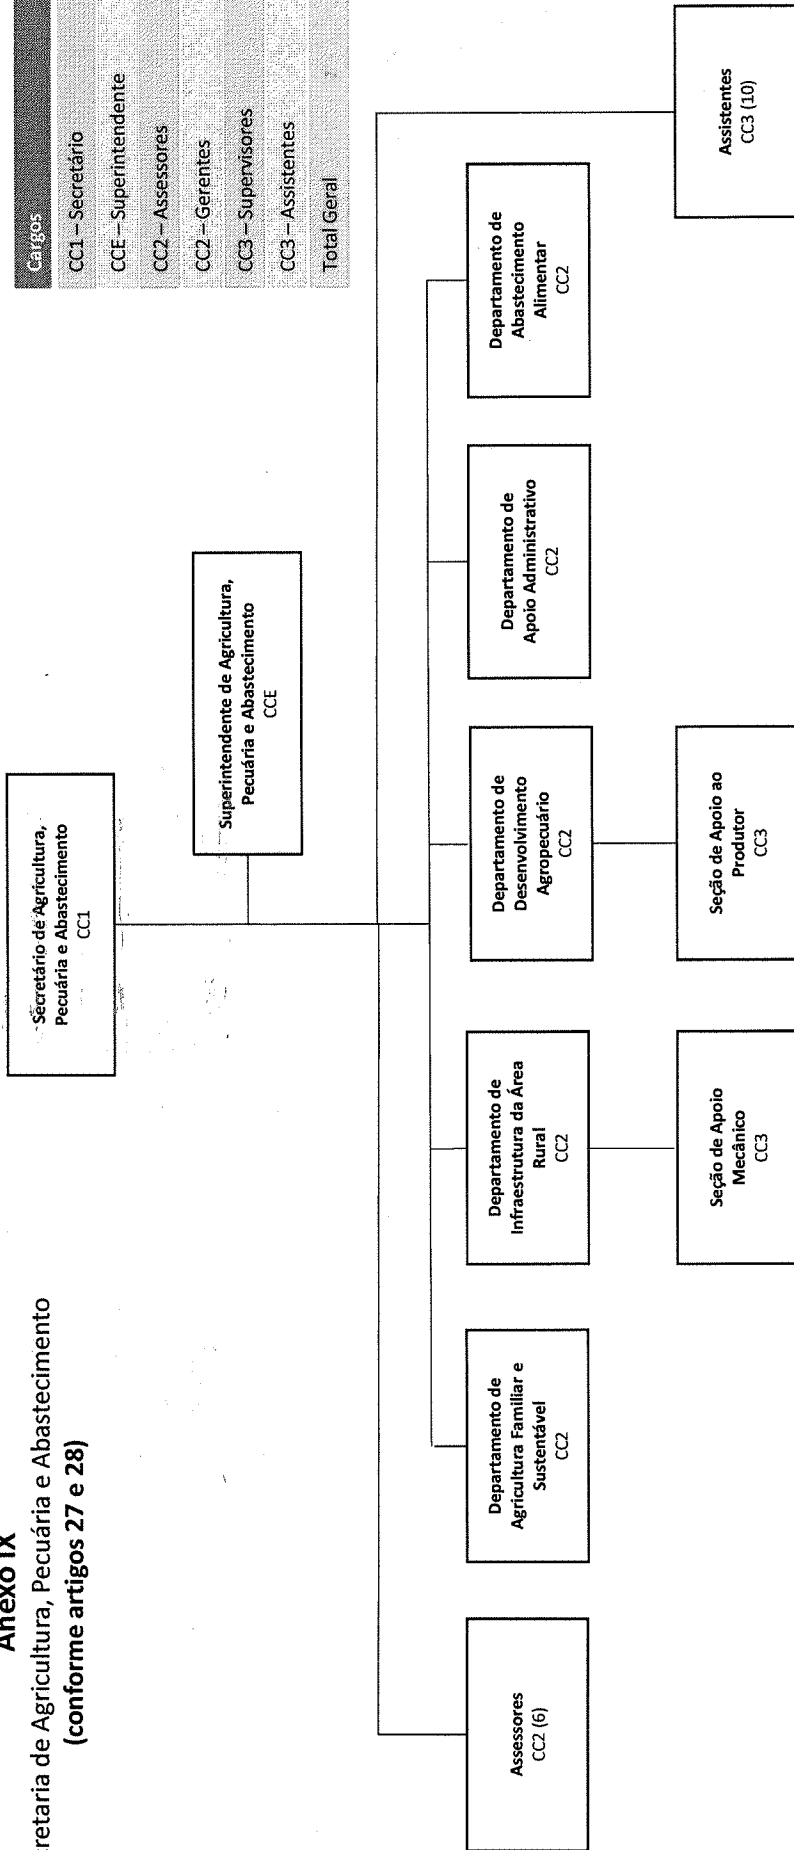 Anexo IX
cretaria de Agricultura, Pecuária e Abastecimento
(conforme artigos 27 e 28)
Cargos
CC1 – Secretário
CCE – Superintendente
CC2 – Assessores
CC2 – Gerentes
CC3 – Supervisores
CC3 – Assistentes
Total Geral
Secretário de Agricultura,
Pecuária e Abastecimento
CC1
Superintendente de Agricultura,
Pecuária e Abastecimento
CCE
Assessores
CC2 (6)
Departamento de
Agricultura Familiar e
Sustentável
CC2
Departamento de
Infraestrutura da Área
Rural
CC2
Departamento de
Desenvolvimento
Agropecuário
CC2
Departamento de
Apoio Administrativo
CC2
Departamento de
Abastecimento
Alimentar
CC2
Seção de Apoio
Mecânico
CC3
Seção de Apoio ao
Produtor
CC3
Assistentes
CC3 (10)